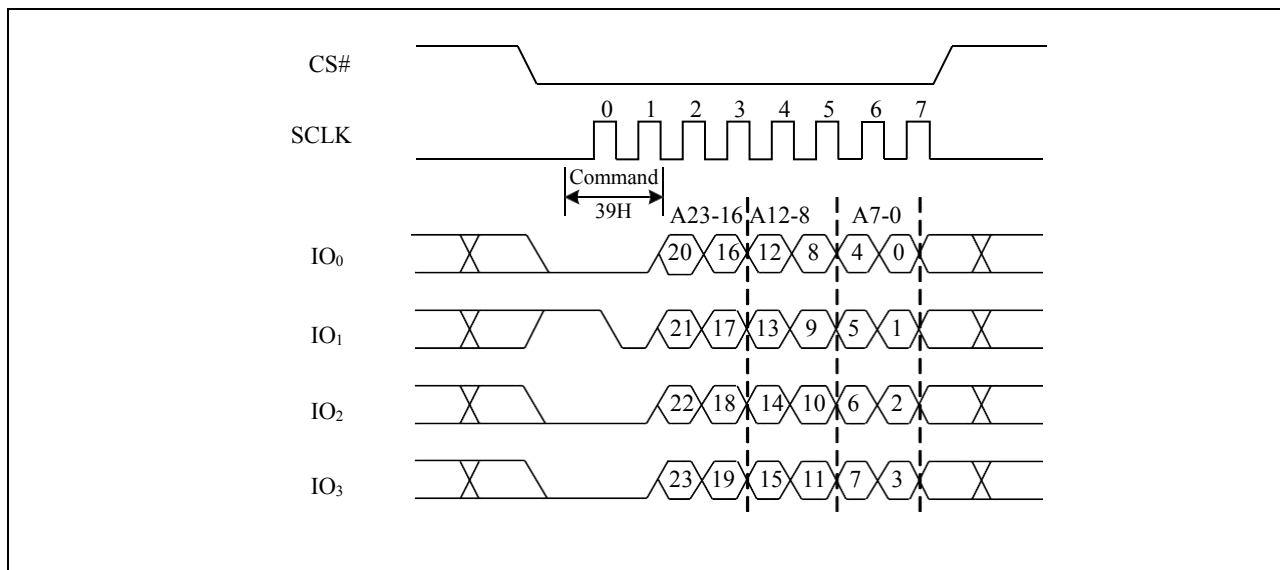 CS#
0 1 2 3 4 5 6 7
SCLK
Command
39H
A23-16 A12-8 A7-0
IO₀ 20 16 12 8 4 0
IO₁ 21 17 13 9 5 1
IO₂ 22 18 14 10 6 2
IO₃ 23 19 15 11 7 3